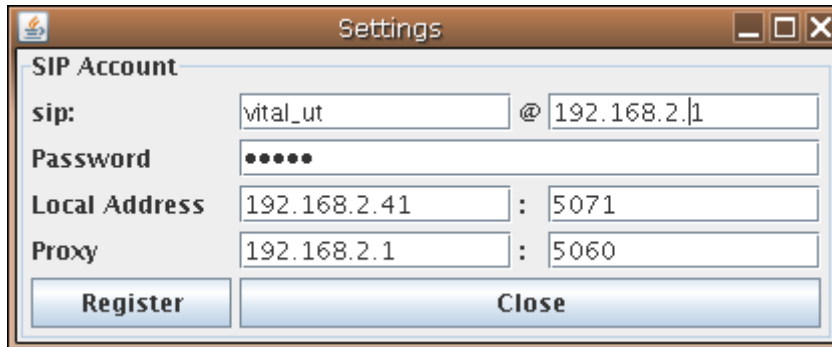 Settings
SIP Account
sip: vital_ut @ 192.168.2.1
Password •••••
Local Address 192.168.2.41 : 5071
Proxy 192.168.2.1 : 5060
Register Close